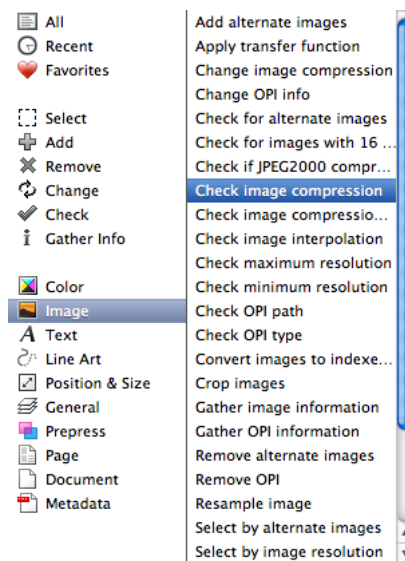 All
Recent
Favorites
Select
Add
Remove
Change
Check
Gather Info
Color
Image
Text
Line Art
Position & Size
General
Prepress
Page
Document
Metadata
Add alternate images
Apply transfer function
Change image compression
Change OPI info
Check for alternate images
Check for images with 16 ...
Check if JPEG2000 compr...
Check image compression
Check image compressio...
Check image interpolation
Check maximum resolution
Check minimum resolution
Check OPI path
Check OPI type
Convert images to indexe...
Crop images
Gather image information
Gather OPI information
Remove alternate images
Remove OPI
Resample image
Select by alternate images
Select by image resolution